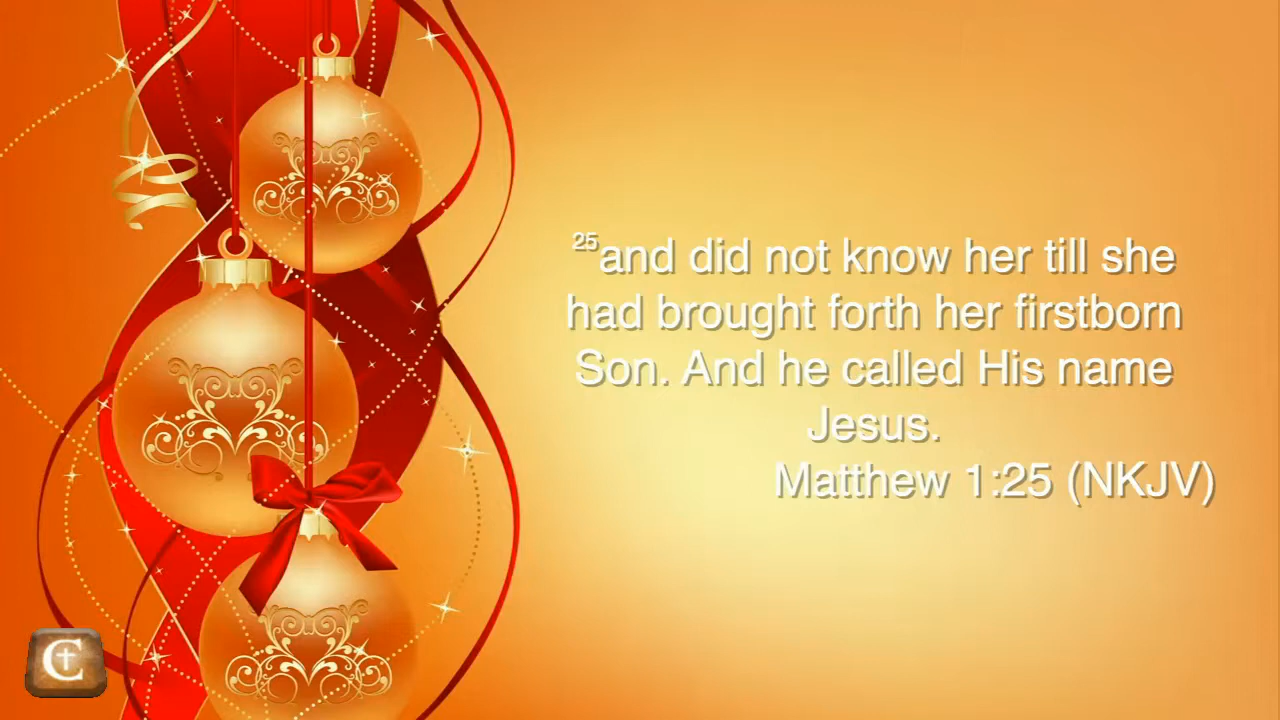 25and did not know her till she
had brought forth her firstborn
Son. And he called His name
Jesus.
Matthew 1:25 (NKJV)
C